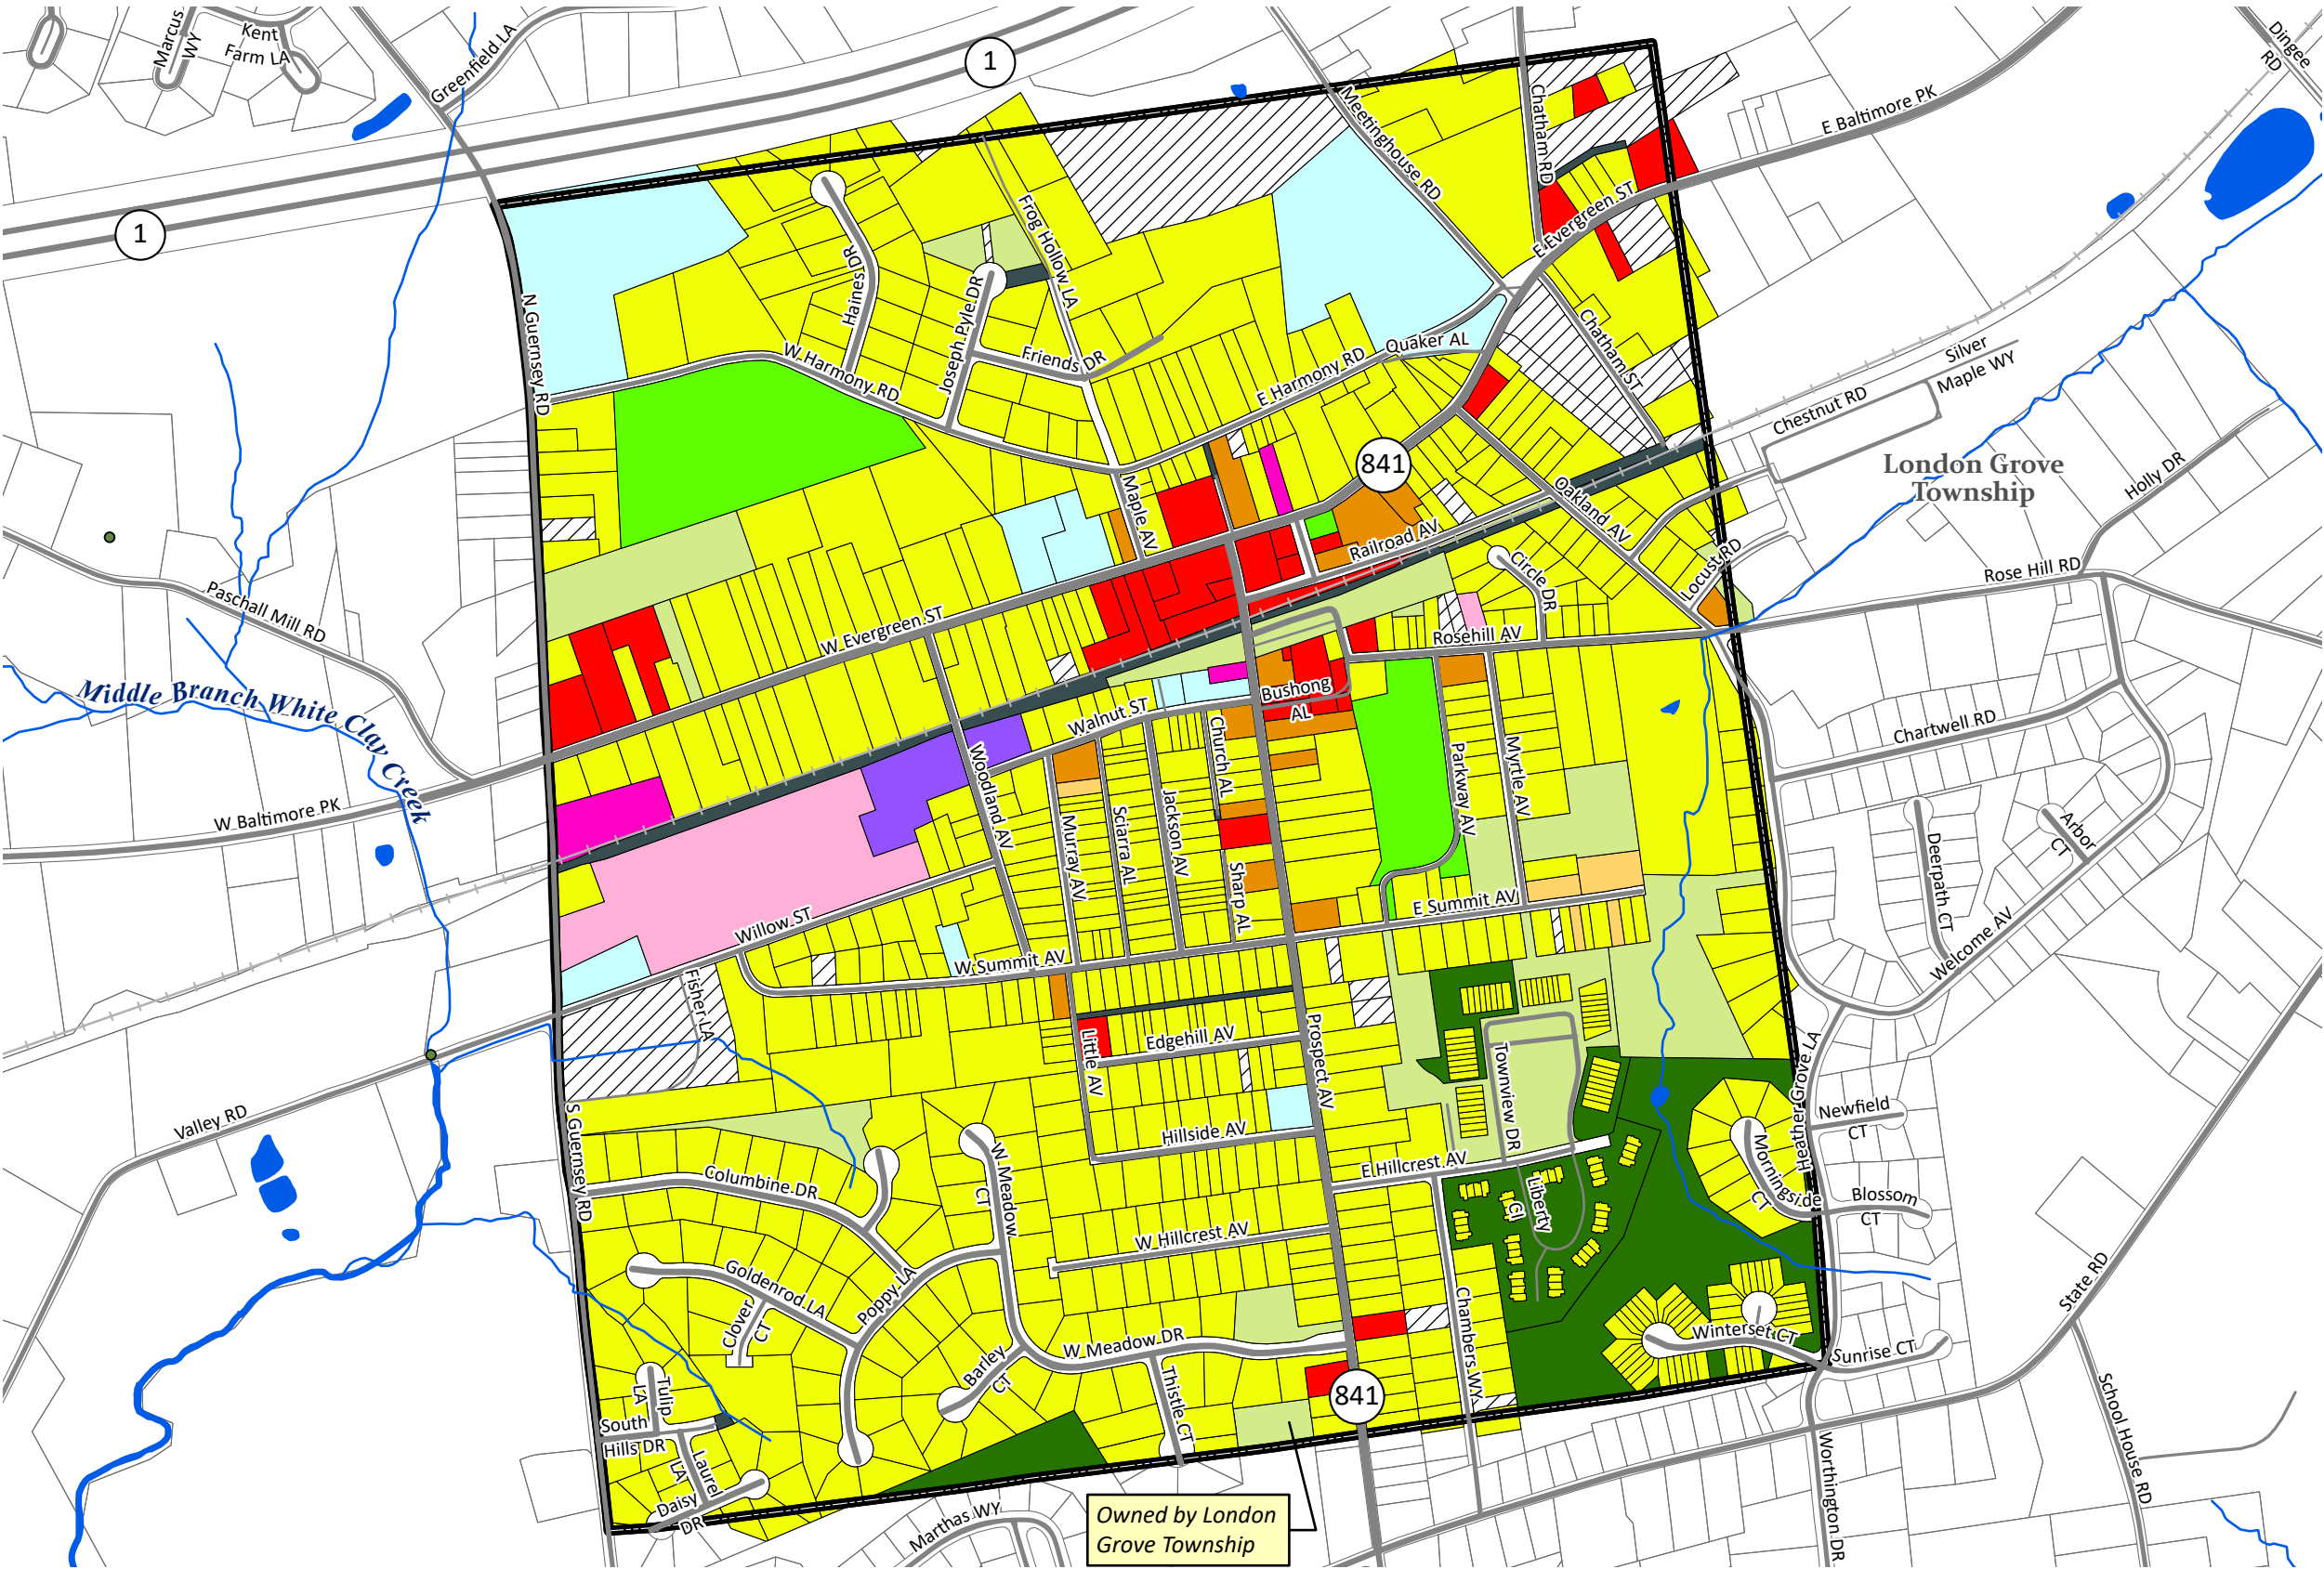 Marcus
WY
Kent
Farm LA
Greenfield LA
1
1
Dingee
RD
Meetinghouse RD
Chatham RD
E Baltimore PK
E Evergreen ST
Frog Hollow LA
Haines DR
N Guernsey RD
Joseph Pyle DR
Friends DR
W Harmony RD
E Harmony RD
Quaker AL
Chatham ST
Silver
Maple WY
Chestnut RD
841
London Grove
Township
Holly DR
Maple AV
Oakland AV
Railroad AV
Circle DR
Locust RD
Rose Hill RD
Paschall Mill RD
W Evergreen ST
Rosehill AV
Middle Branch White Clay Creek
Bushong
AL
Walnut ST
Church AL
Woodland AV
Parkway AV
Myrtle AV
Chartwell RD
W Baltimore PK
Murray AV
Sciarra AL
Jackson AV
Sharp AL
Deerpath CT
Arbor
CT
E Summit AV
Willow ST
W Summit AV
Welcome AV
Fisher LA
Edgehill AV
Little AV
Prospect AV
Townview DR
Heather Grove LA
Newfield
CT
Valley RD
S Guernsey RD
Hillside AV
E Hillcrest AV
Morningside
CT
Blossom
CT
Columbine DR
W Meadow
CT
Liberty
CI
W Hillcrest AV
Goldenrod LA
Poppy LA
Clover
CT
Chambers WY
State RD
W Meadow DR
Winterset CT
Sunrise CT
Barley
CT
Thistle CT
Tulip
LA
841
South
Hills DR
Laurel
LA
School House RD
Worthington DR
Daisy
DR
Marthas WY
Owned by London
Grove Township